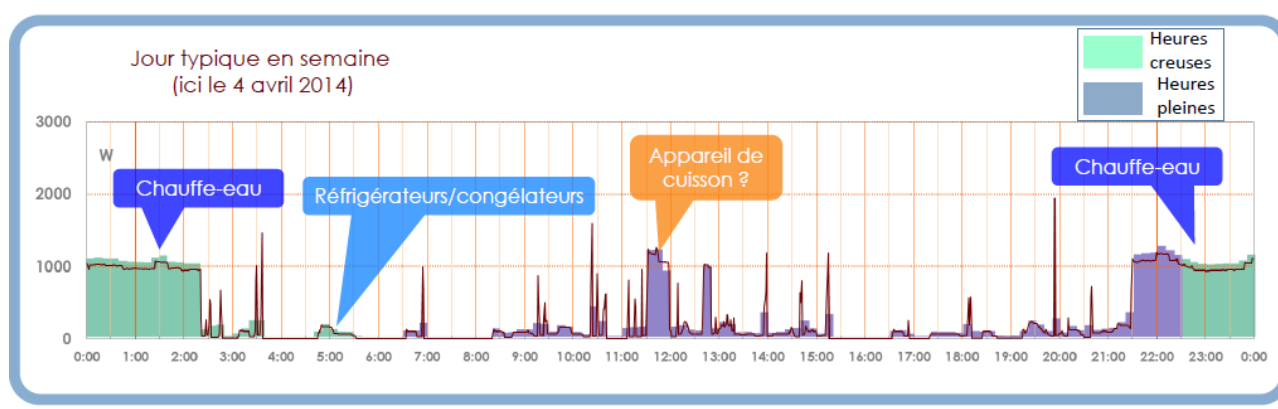 Jour typique en semaine
(ici le 4 avril 2014)
Heures
creuses
Heures
pleines
3000
W
2000
1000
0
Chauffe-eau
Réfrigérateurs/congélateurs
Appareil de
cuisson ?
Chauffe-eau
0:00 1:00 2:00 3:00 4:00 5:00 6:00 7:00 8:00 9:00 10:00 11:00 12:00 13:00 14:00 15:00 16:00 17:00 18:00 19:00 20:00 21:00 22:00 23:00 0:00